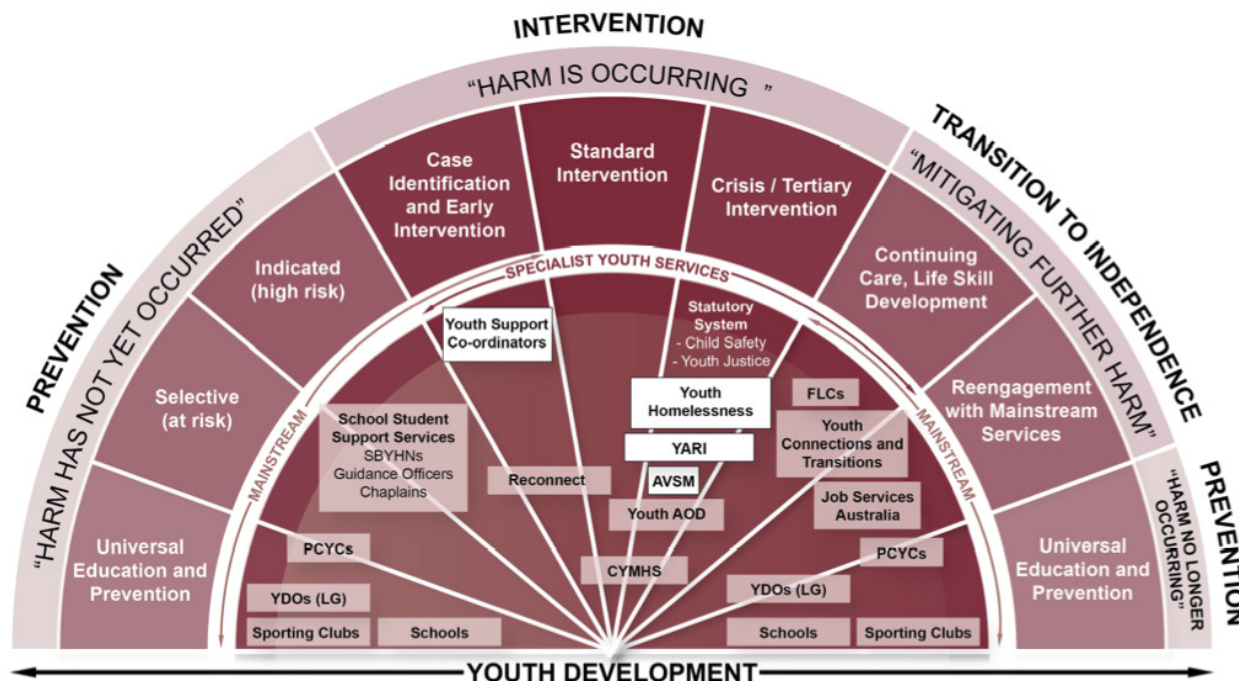 INTERVENTION
“HARM IS OCCURRING ”
PREVENTION
“HARM HAS NOT YET OCCURRED”
TRANSITION TO INDEPENDENCE
“MITIGATING FURTHER HARM”
PREVENTION
“HARM NO LONGER
OCCURRING”
Universal
Education and
Prevention
Selective
(at risk)
Indicated
(high risk)
Case
Identification
and Early
Intervention
Standard
Intervention
Crisis / Tertiary
Intervention
Continuing
Care, Life Skill
Development
Reengagement
with Mainstream
Services
Universal
Education and
Prevention
MAINSTREAM
SPECIALIST YOUTH SERVICES
MAINSTREAM
Youth Support
Co-ordinators
Statutory
System
- Child Safety
- Youth Justice
Youth
Homelessness
FLCs
School Student
Support Services
SBYHNs
Guidance Officers
Chaplains
Youth
Connections and
Transitions
YARI
Reconnect
AVSM
Job Services
Australia
Youth AOD
PCYCs
PCYCs
CYMHS
YDOs (LG)
YDOs (LG)
Sporting Clubs
Schools
Schools
Sporting Clubs
YOUTH DEVELOPMENT